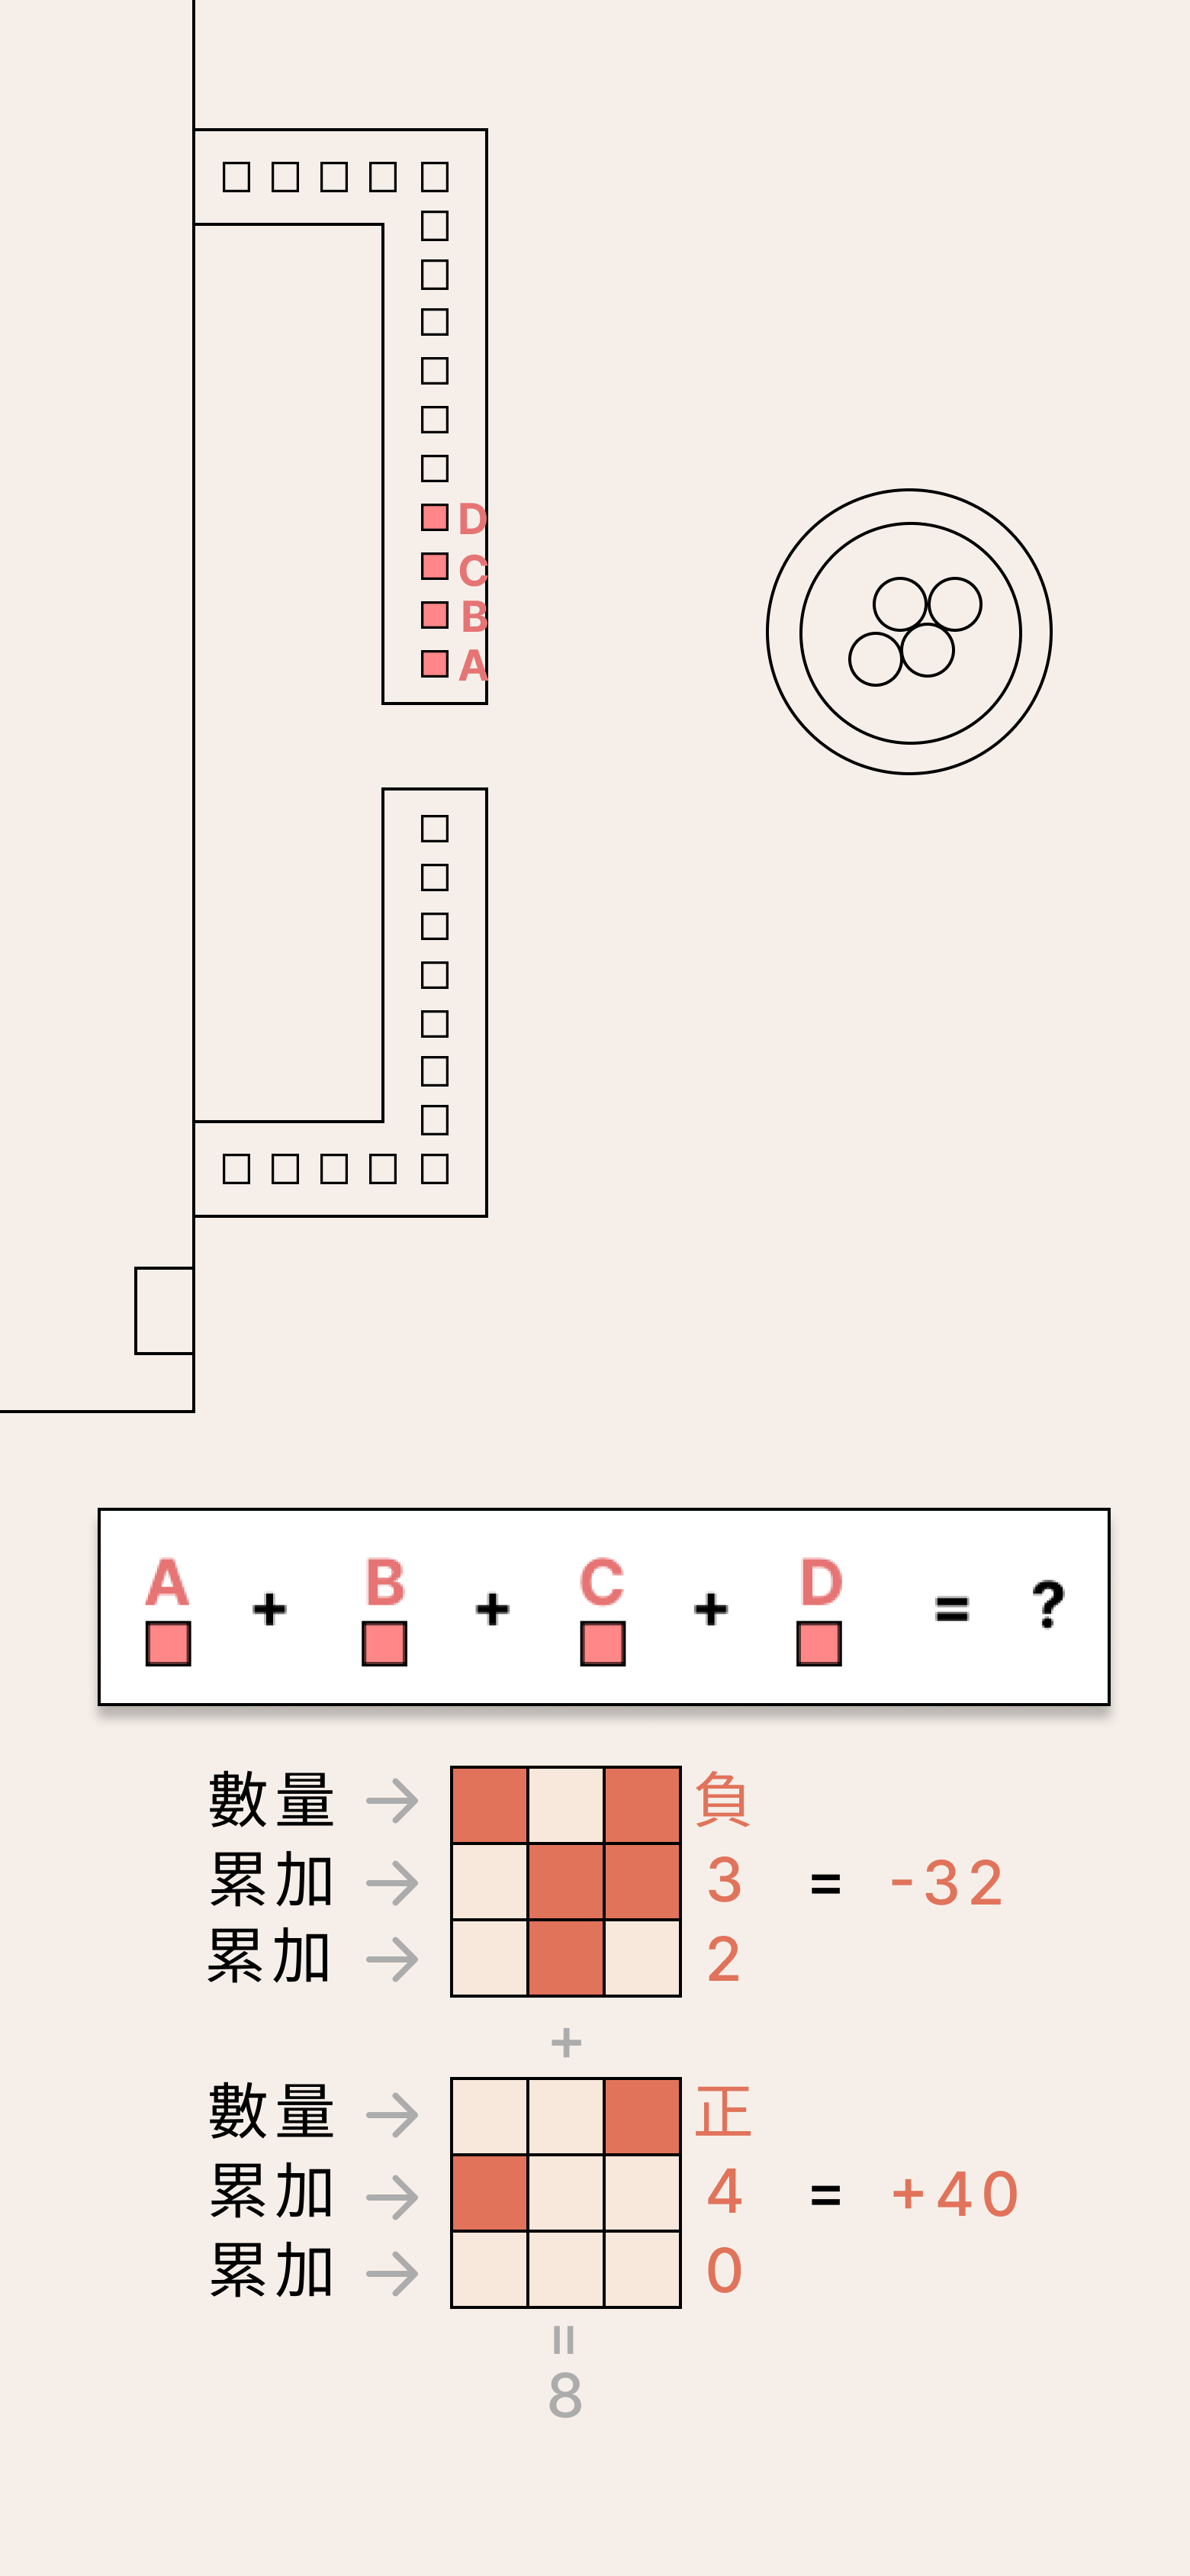 D
C
B
A
A + B + C + D = ?
數量 → 負
累加 → 3 = -32
累加 → 2
+
數量 → 正
累加 → 4 = +40
累加 → 0
=
8